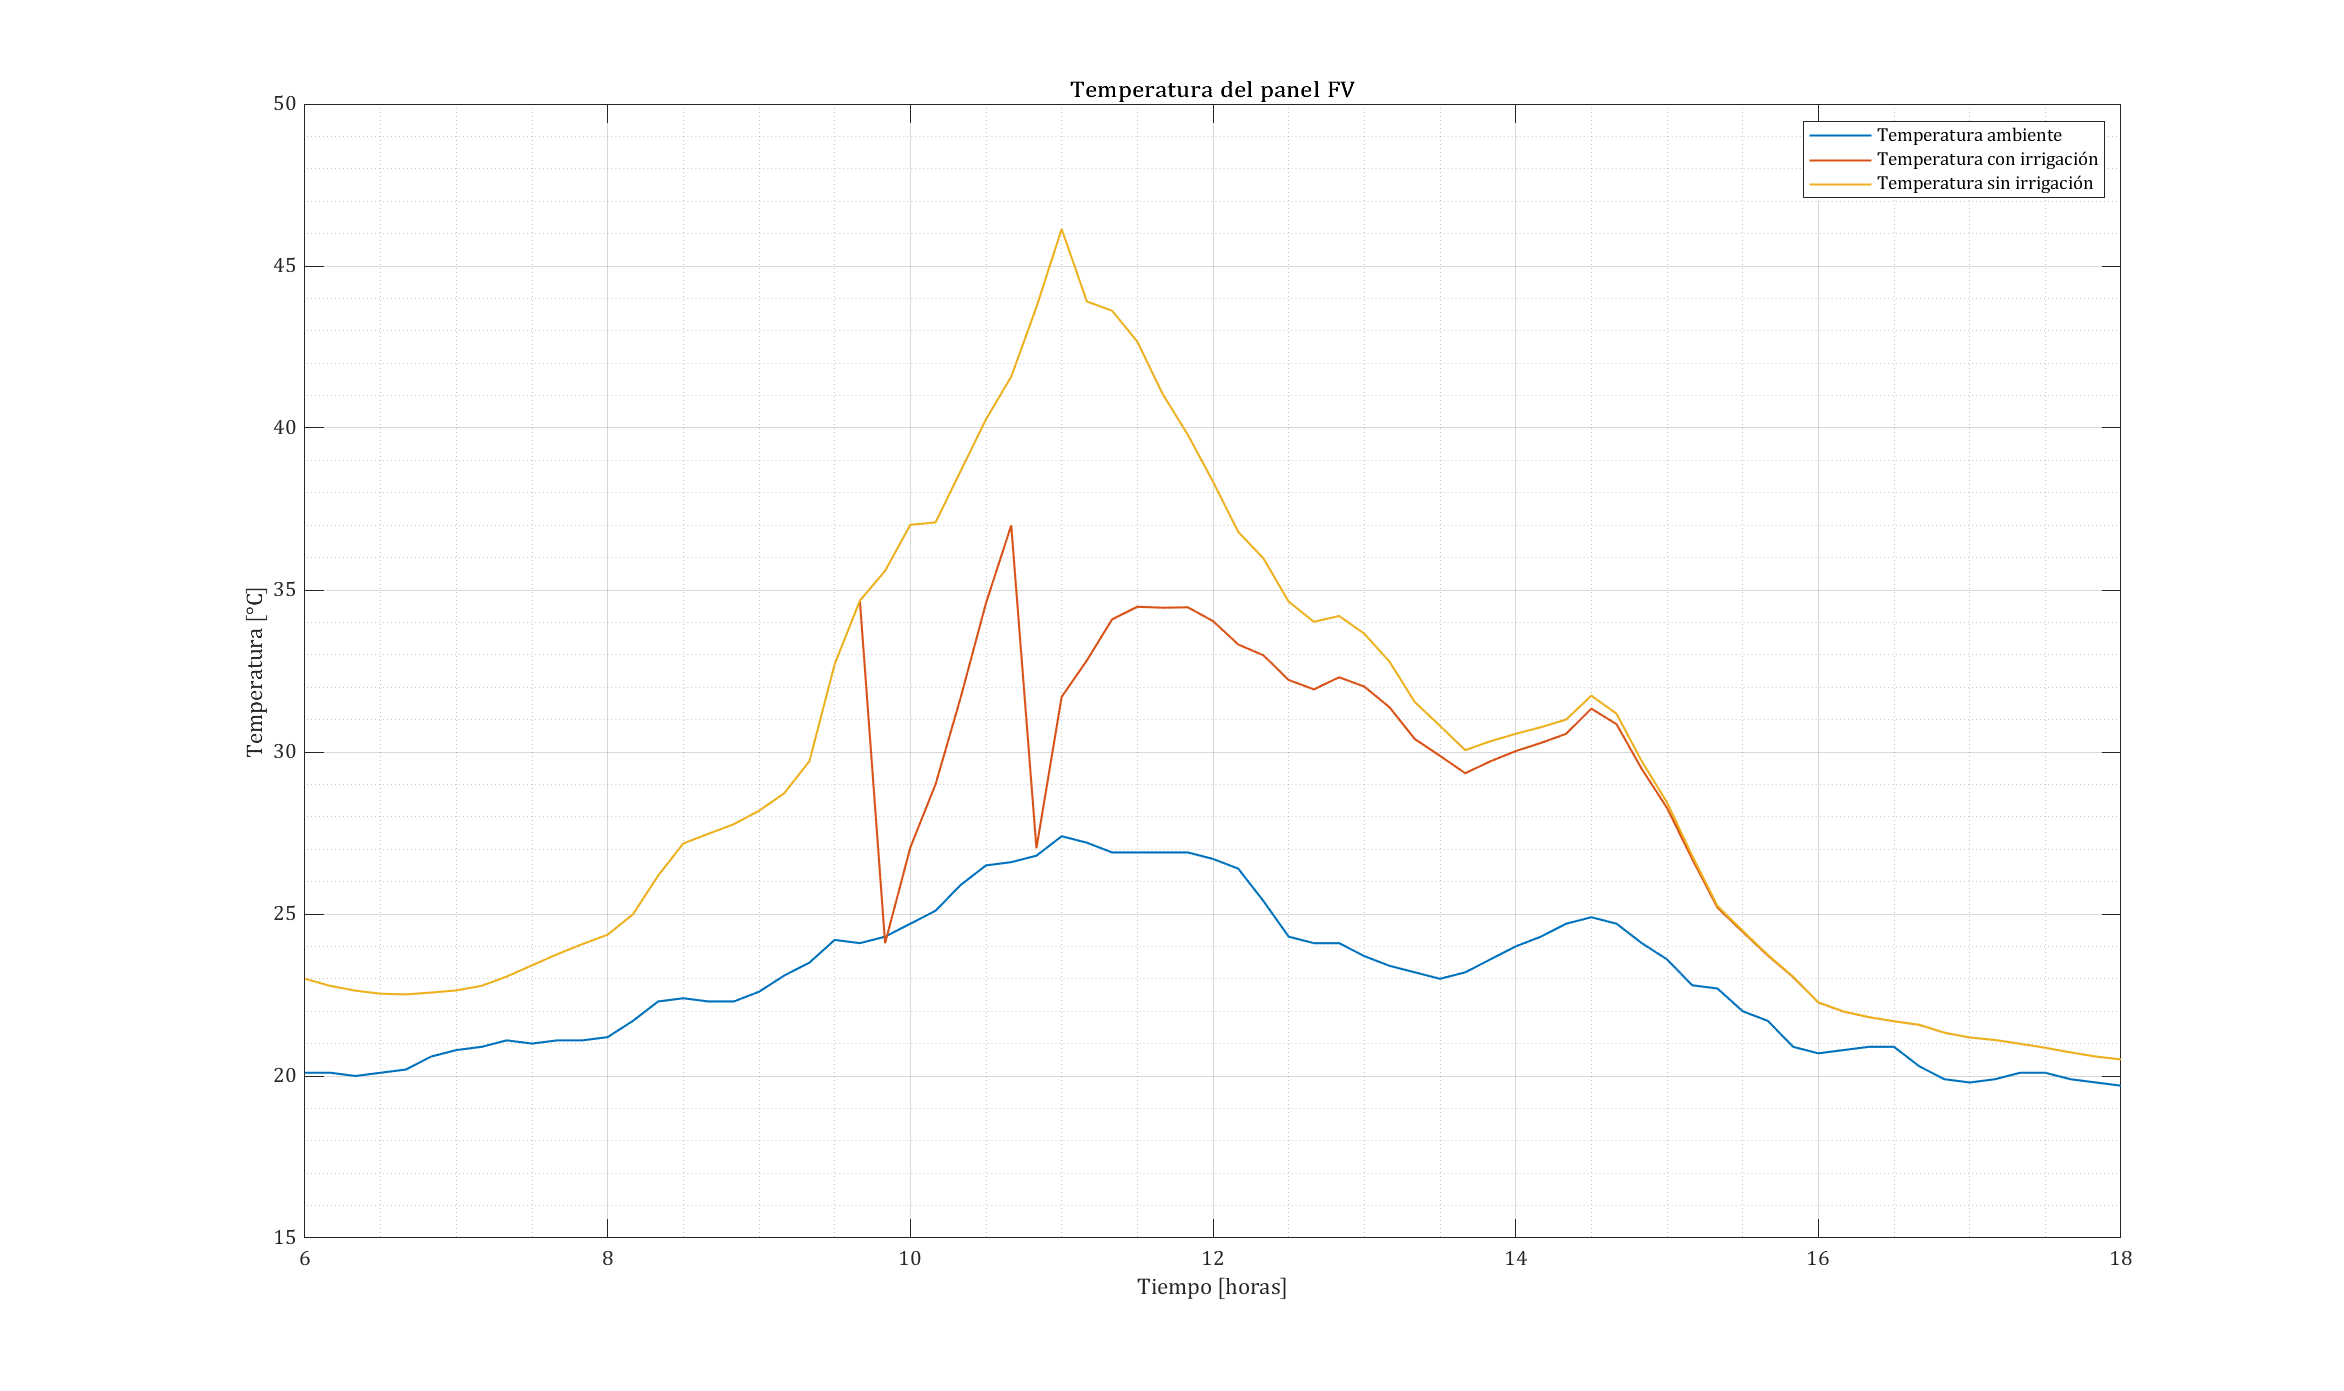 Temperatura del panel FV
50
45
40
35
30
25
20
15
Temperatura [°C]
Temperatura ambiente
Temperatura con irrigación
Temperatura sin irrigación
6 8 10 12 14 16 18
Tiempo [horas]